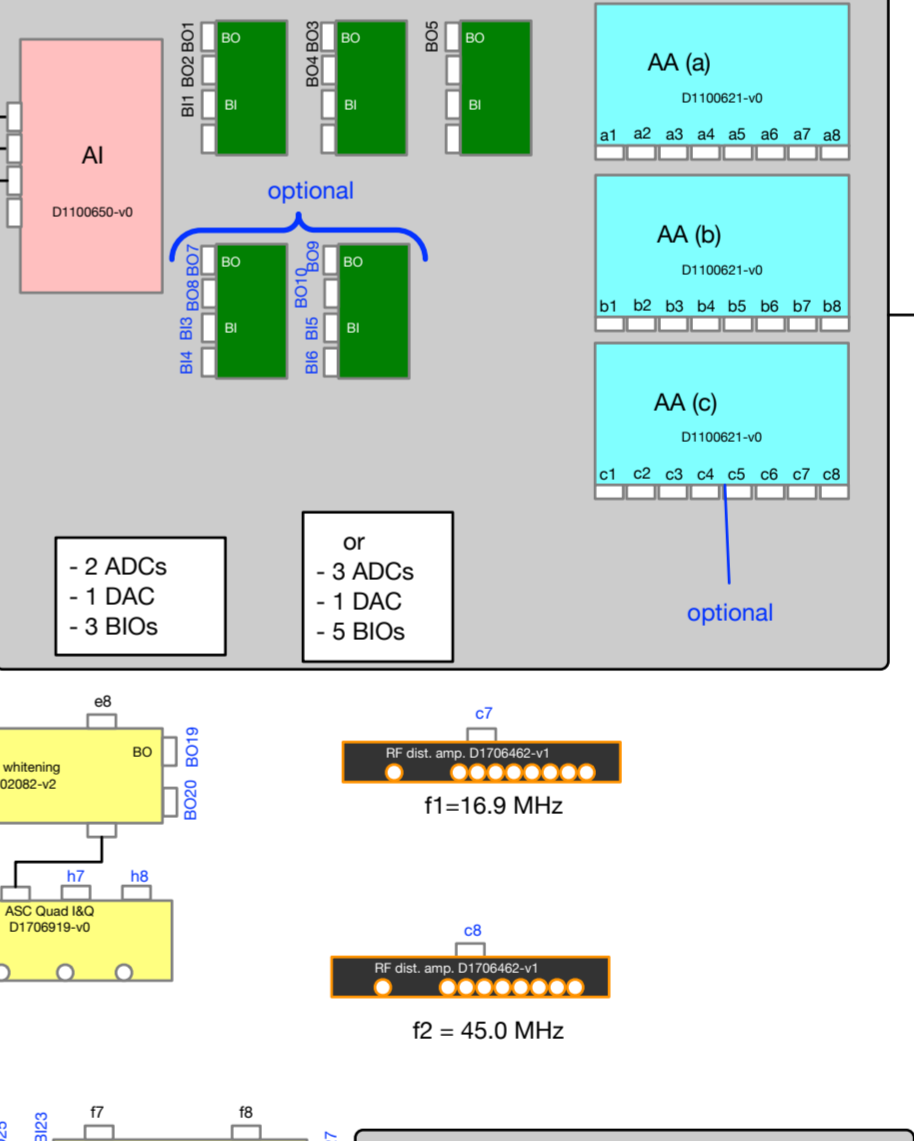 BO1
BO2
BI1
BO
BI
BO3
BO4
BO
BI
BO5
BO
BI
AI
D1100650-v0
AA (a)
D1100621-v0
a1 a2 a3 a4 a5 a6 a7 a8
optional
BO7
BO8
BI3
BI4
BO
BI
BO9
BO10
BI5
BI6
BO
BI
AA (b)
D1100621-v0
b1 b2 b3 b4 b5 b6 b7 b8
AA (c)
D1100621-v0
c1 c2 c3 c4 c5 c6 c7 c8
optional
- 2 ADCs
- 1 DAC
- 3 BIOs
or
- 3 ADCs
- 1 DAC
- 5 BIOs
e8
BO
whitening
02082-v2
BO19
BO20
c7
RF dist. amp. D1706462-v1
f1=16.9 MHz
h7 h8
ASC Quad I&Q
D1706919-v0
c8
RF dist. amp. D1706462-v1
f2 = 45.0 MHz
BI23
f7 f8